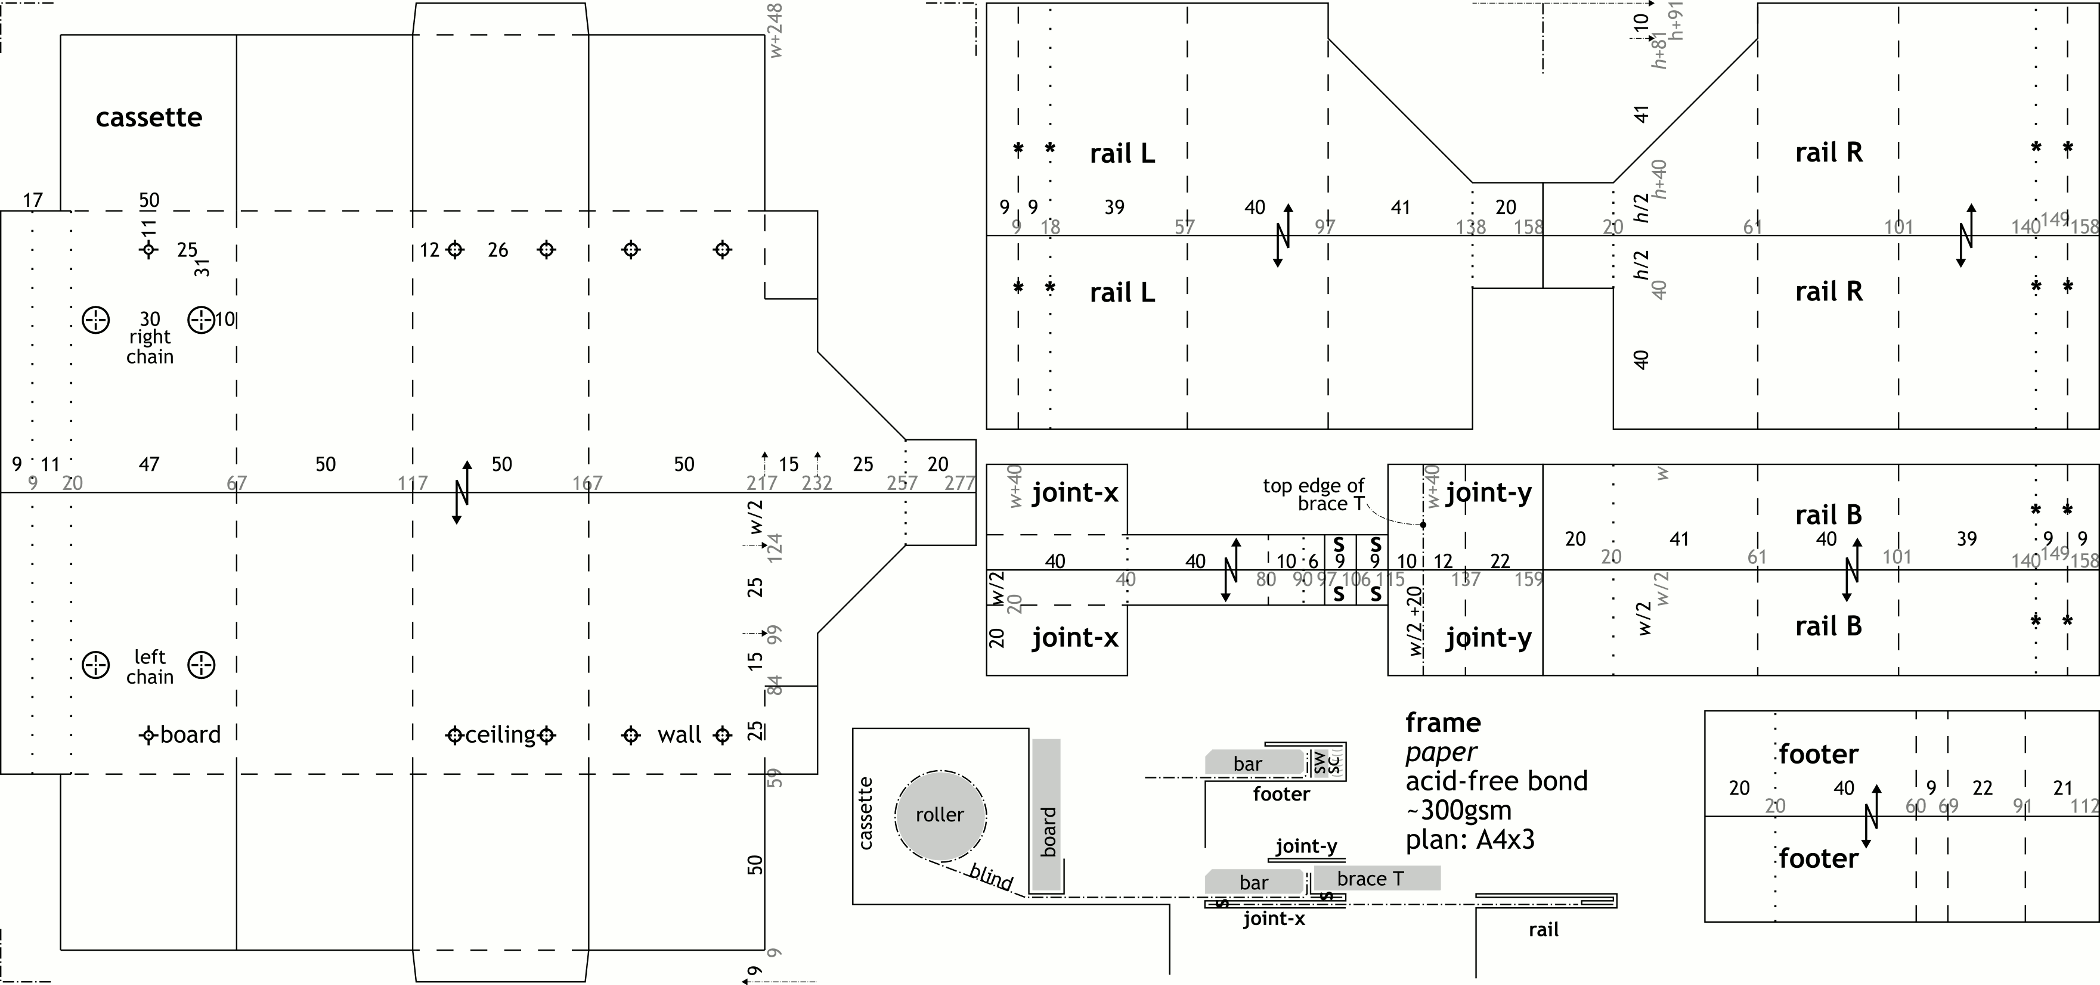 w+248
cassette
17
50
11
25
31
12
26
30
10
right
chain
9
11
47
50
50
50
15
25
20
9
20
67
117
167
217
232
257
277
w/2
124
25
99
left
chain
15
84
board
ceiling
wall
25
59
50
9
9
10
h+91
h+81
41
rail L
rail R
* *
* *
h+40
h/2
9
9
39
40
41
20
9
18
57
97
138
158
20
61
101
140
149
158
h/2
40
rail L
rail R
* *
* *
40
w+40
joint-x
top edge of
brace T
w+40
joint-y
w
rail B
* *
S
S
40
40
10
6
9
9
10
12
22
20
41
40
39
9
9
40
80
90
97
106
115
137
159
20
61
101
140
149
158
w/2
20
S
S
w/2 +20
w/2
w/2
20
joint-x
joint-y
rail B
* *
cassette
roller
board
blind
bar
SW
SC
footer
joint-y
bar
brace T
S
S
joint-x
rail
frame
paper
acid-free bond
~300gsm
plan: A4x3
footer
20
40
9
22
21
20
60
69
91
112
footer